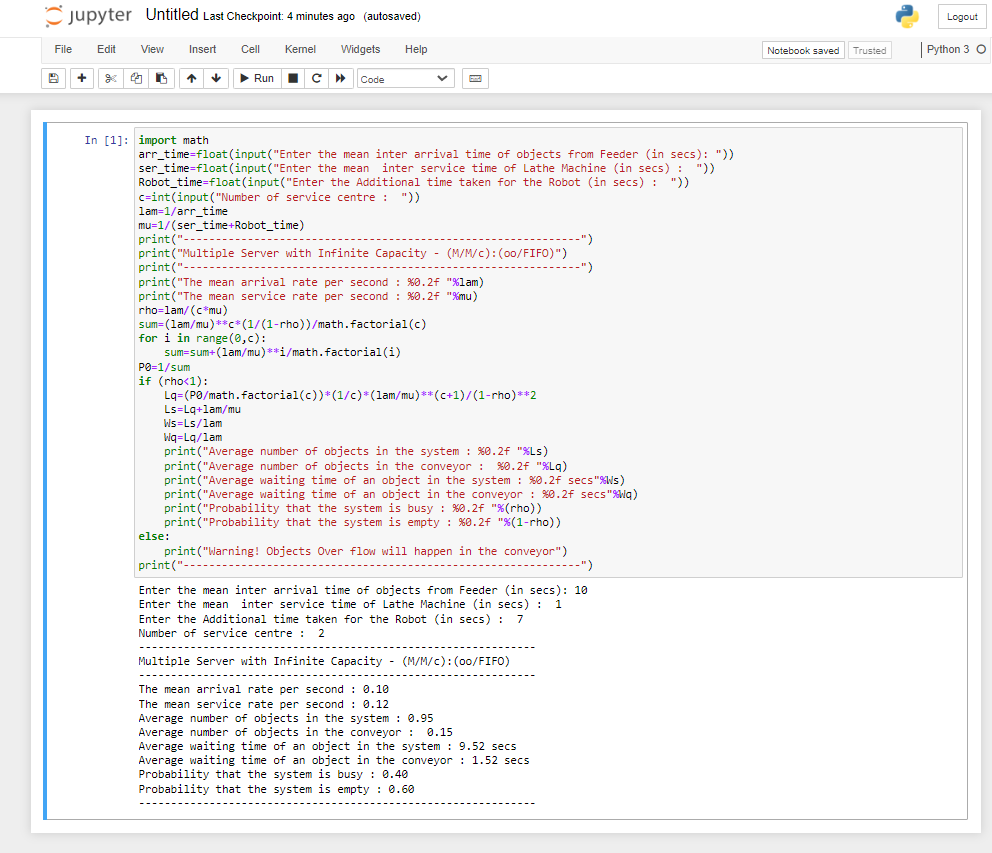 jupyter Untitled Last Checkpoint: 4 minutes ago (autosaved)
Logout
File Edit View Insert Cell Kernel Widgets Help
Notebook saved Trusted Python 3
Run Code
In [1]: import math
arr_time=float(input("Enter the mean inter arrival time of objects from Feeder (in secs): "))
ser_time=float(input("Enter the mean  inter service time of Lathe Machine (in secs) :  "))
Robot_time=float(input("Enter the Additional time taken for the Robot (in secs) :  "))
c=int(input("Number of service centre :  "))
lam=1/arr_time
mu=1/(ser_time+Robot_time)
print("--------------------------------------------------------------")
print("Multiple Server with Infinite Capacity - (M/M/c):(oo/FIFO)")
print("--------------------------------------------------------------")
print("The mean arrival rate per second : %0.2f "%lam)
print("The mean service rate per second : %0.2f "%mu)
rho=lam/(c*mu)
sum=(lam/mu)**c*(1/(1-rho))/math.factorial(c)
for i in range(0,c):
    sum=sum+(lam/mu)**i/math.factorial(i)
P0=1/sum
if (rho<1):
    Lq=(P0/math.factorial(c))*(1/c)*(lam/mu)**(c+1)/(1-rho)**2
    Ls=Lq+lam/mu
    Ws=Ls/lam
    Wq=Lq/lam
    print("Average number of objects in the system : %0.2f "%Ls)
    print("Average number of objects in the conveyor :  %0.2f "%Lq)
    print("Average waiting time of an object in the system : %0.2f secs"%Ws)
    print("Average waiting time of an object in the conveyor : %0.2f secs"%Wq)
    print("Probability that the system is busy : %0.2f "%(rho))
    print("Probability that the system is empty : %0.2f "%(1-rho))
else:
    print("Warning! Objects Over flow will happen in the conveyor")
print("--------------------------------------------------------------")
Enter the mean inter arrival time of objects from Feeder (in secs): 10
Enter the mean  inter service time of Lathe Machine (in secs) :  1
Enter the Additional time taken for the Robot (in secs) :  7
Number of service centre :  2
--------------------------------------------------------------
Multiple Server with Infinite Capacity - (M/M/c):(oo/FIFO)
--------------------------------------------------------------
The mean arrival rate per second : 0.10
The mean service rate per second : 0.12
Average number of objects in the system : 0.95
Average number of objects in the conveyor :  0.15
Average waiting time of an object in the system : 9.52 secs
Average waiting time of an object in the conveyor : 1.52 secs
Probability that the system is busy : 0.40
Probability that the system is empty : 0.60
--------------------------------------------------------------